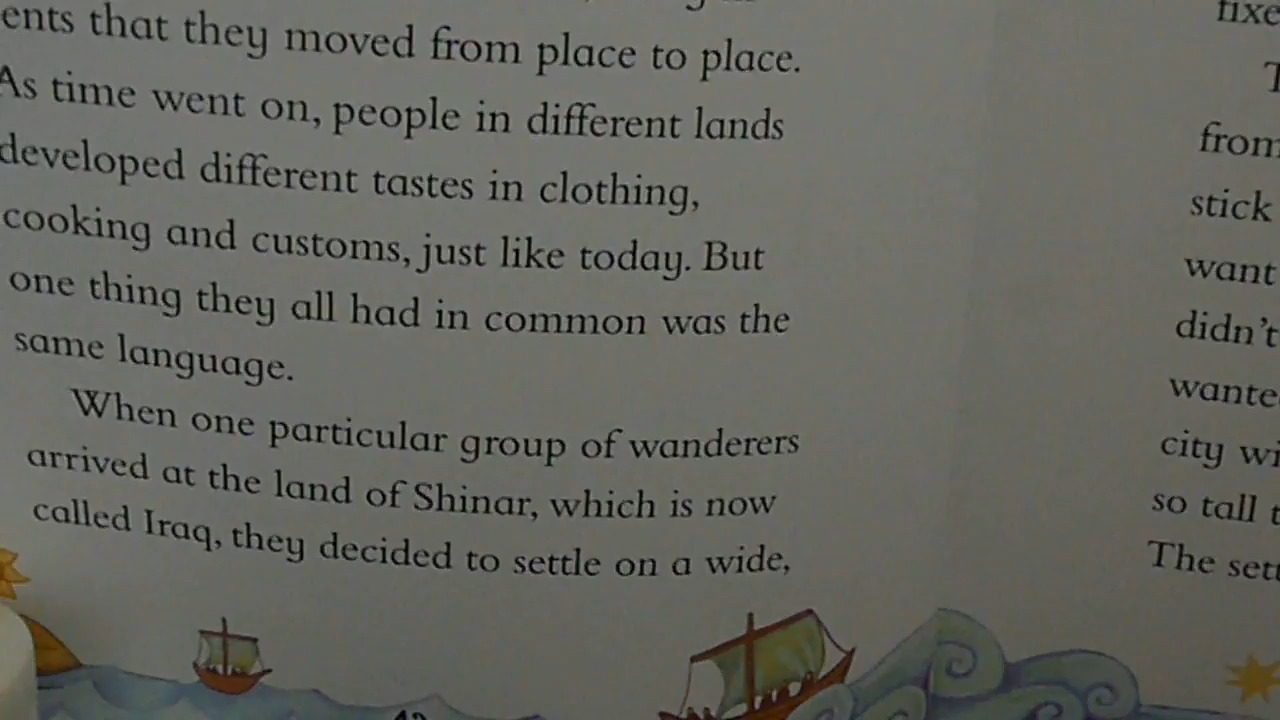 that they moved from place to place.
As time went on, people in different lands
developed different tastes in clothing,
cooking and customs, just like today. But
one thing they all had in common was the
same language.
When one particular group of wanderers
arrived at the land of Shinar, which is now
called Iraq, they decided to settle on a wide,
from
stick
want
didn't
city
so tall
The